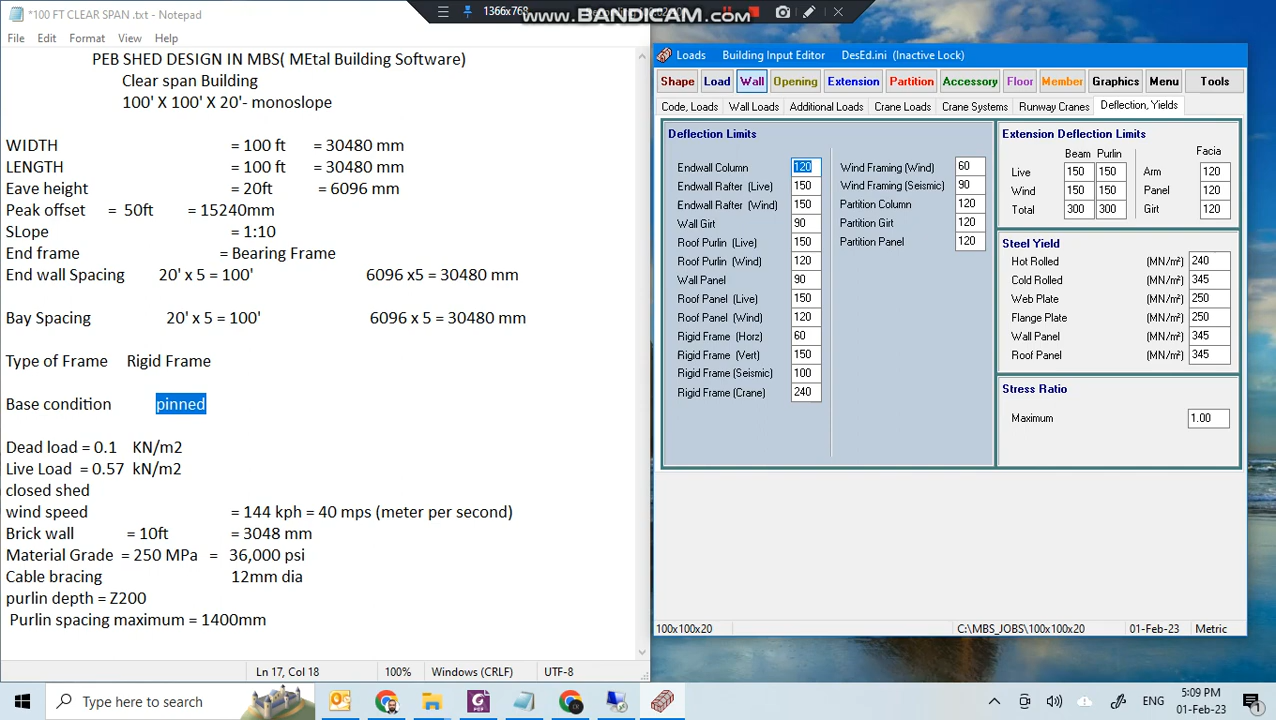 *100 FT CLEAR SPAN .txt - Notepad
1366x768
www.BANDICAM.com
File Edit Format View Help
PEB SHED DESIGN IN MBS( MEtal Building Software)
Clear span Building
100' X 100' X 20'- monoslope
WIDTH = 100 ft = 30480 mm
LENGTH = 100 ft = 30480 mm
Eave height = 20ft = 6096 mm
Peak offset = 50ft = 15240mm
SLope = 1:10
End frame = Bearing Frame
End wall Spacing 20' x 5 = 100' 6096 x5 = 30480 mm
Bay Spacing 20' x 5 = 100' 6096 x 5 = 30480 mm
Type of Frame Rigid Frame
Base condition pinned
Dead load = 0.1 KN/m2
Live Load = 0.57 kN/m2
closed shed
wind speed = 144 kph = 40 mps (meter per second)
Brick wall = 10ft = 3048 mm
Material Grade = 250 MPa = 36,000 psi
Cable bracing 12mm dia
purlin depth = Z200
Purlin spacing maximum = 1400mm
Ln 17, Col 18 100% Windows (CRLF) UTF-8
Loads Building Input Editor DesEd.ini (Inactive Lock)
Shape Load Wall Opening Extension Partition Accessory Floor Member Graphics Menu Tools
Code, Loads Wall Loads Additional Loads Crane Loads Crane Systems Runway Cranes Deflection, Yields
Deflection Limits
Endwall Column 120
Endwall Rafter (Live) 150
Endwall Rafter (Wind) 150
Wall Girt 90
Roof Purlin (Live) 150
Roof Purlin (Wind) 120
Wall Panel 90
Roof Panel (Live) 150
Roof Panel (Wind) 120
Rigid Frame (Horz) 60
Rigid Frame (Vert) 150
Rigid Frame (Seismic) 100
Rigid Frame (Crane) 240
Wind Framing (Wind) 60
Wind Framing (Seismic) 90
Partition Column 120
Partition Girt 120
Partition Panel 120
Extension Deflection Limits
Beam Purlin Facia
Live 150 150 Arm 120
Wind 150 150 Panel 120
Total 300 300 Girt 120
Steel Yield
Hot Rolled (MN/m²) 240
Cold Rolled (MN/m²) 345
Web Plate (MN/m²) 250
Flange Plate (MN/m²) 250
Wall Panel (MN/m²) 345
Roof Panel (MN/m²) 345
Stress Ratio
Maximum 1.00
100x100x20 C:\MBS_JOBS\100x100x20 01-Feb-23 Metric
Type here to search
ENG
5:09 PM
01-Feb-23